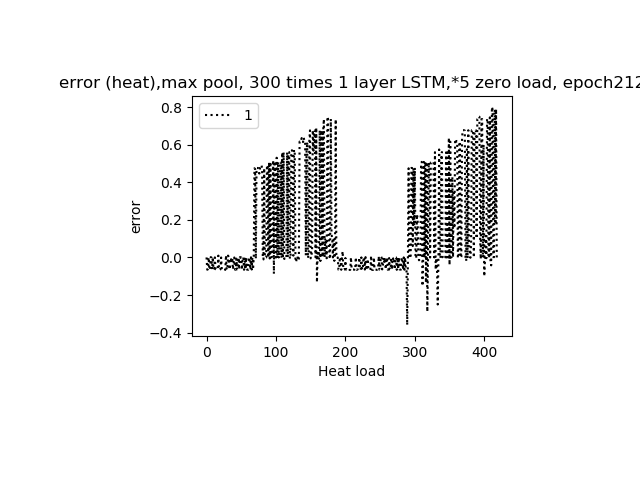 error (heat),max pool, 300 times 1 layer LSTM,*5 zero load, epoch212
0.8
0.6
0.4
0.2
0.0
−0.2
−0.4
error
1
0 100 200 300 400
Heat load